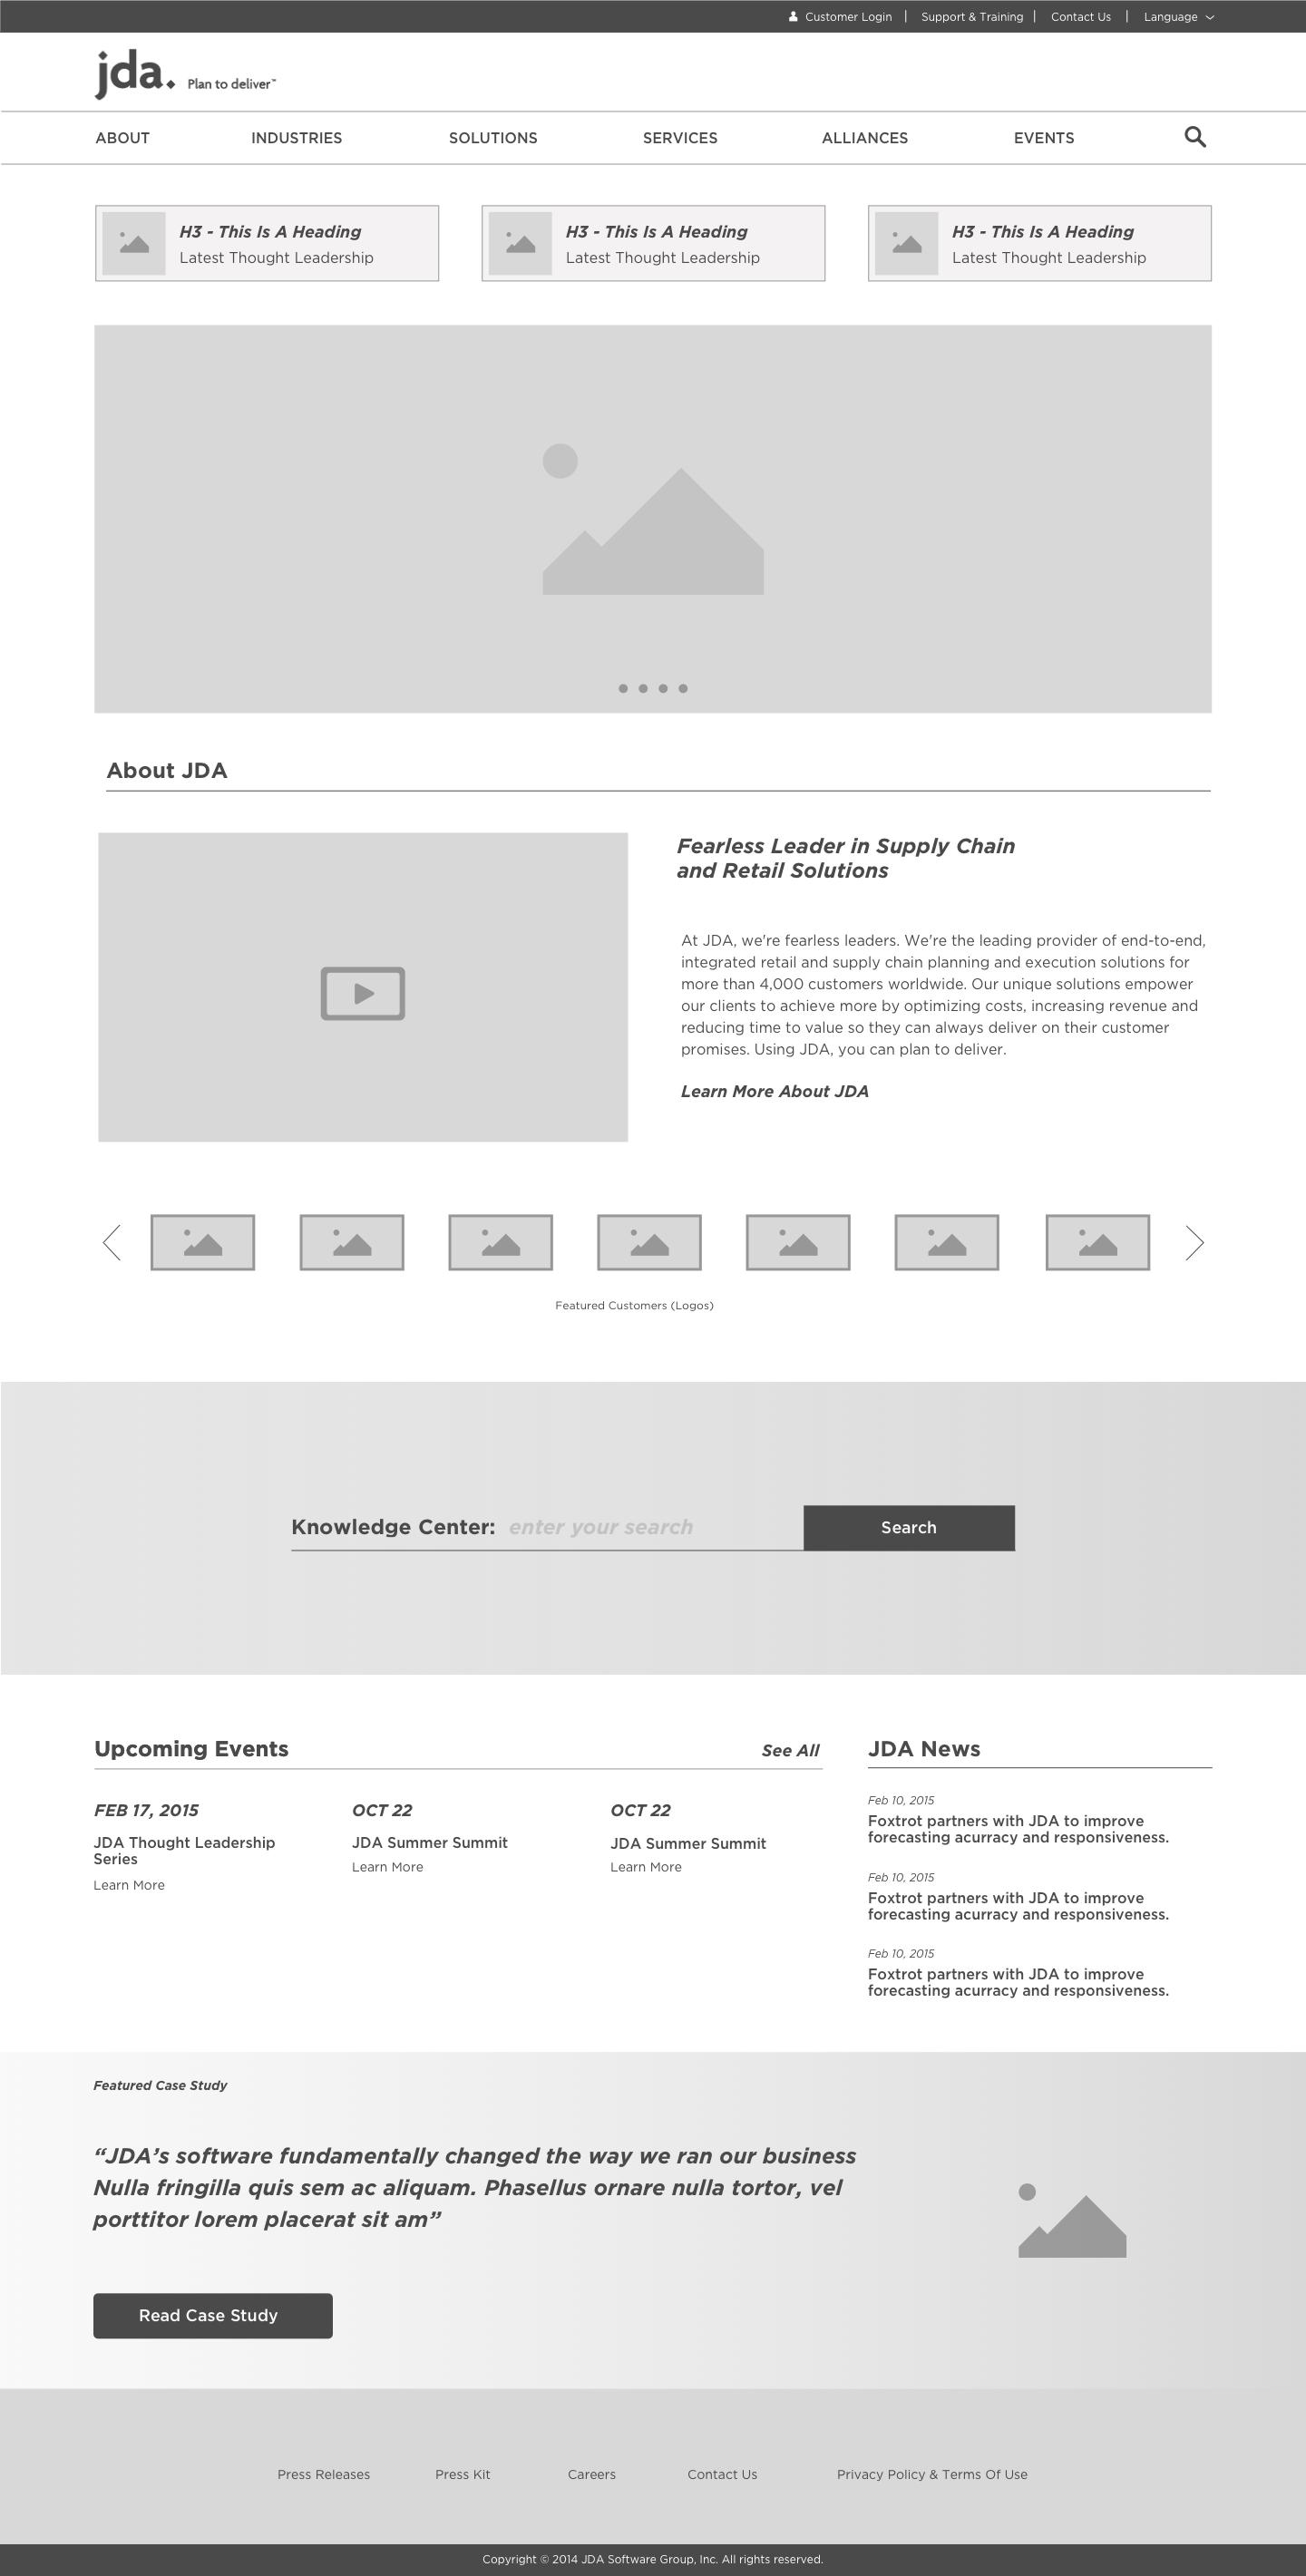 Customer Login | Support & Training | Contact Us | Language
jda. Plan to deliver™
ABOUT INDUSTRIES SOLUTIONS SERVICES ALLIANCES EVENTS
H3 - This Is A Heading
Latest Thought Leadership
H3 - This Is A Heading
Latest Thought Leadership
H3 - This Is A Heading
Latest Thought Leadership
About JDA
Fearless Leader in Supply Chain
and Retail Solutions
At JDA, we're fearless leaders. We're the leading provider of end-to-end,
integrated retail and supply chain planning and execution solutions for
more than 4,000 customers worldwide. Our unique solutions empower
our clients to achieve more by optimizing costs, increasing revenue and
reducing time to value so they can always deliver on their customer
promises. Using JDA, you can plan to deliver.
Learn More About JDA
Featured Customers (Logos)
Knowledge Center: enter your search Search
Upcoming Events See All
FEB 17, 2015
JDA Thought Leadership
Series
Learn More
OCT 22
JDA Summer Summit
Learn More
OCT 22
JDA Summer Summit
Learn More
JDA News
Feb 10, 2015
Foxtrot partners with JDA to improve
forecasting acurracy and responsiveness.
Feb 10, 2015
Foxtrot partners with JDA to improve
forecasting acurracy and responsiveness.
Feb 10, 2015
Foxtrot partners with JDA to improve
forecasting acurracy and responsiveness.
Featured Case Study
“JDA’s software fundamentally changed the way we ran our business
Nulla fringilla quis sem ac aliquam. Phasellus ornare nulla tortor, vel
porttitor lorem placerat sit am”
Read Case Study
Press Releases Press Kit Careers Contact Us Privacy Policy & Terms Of Use
Copyright © 2014 JDA Software Group, Inc. All rights reserved.